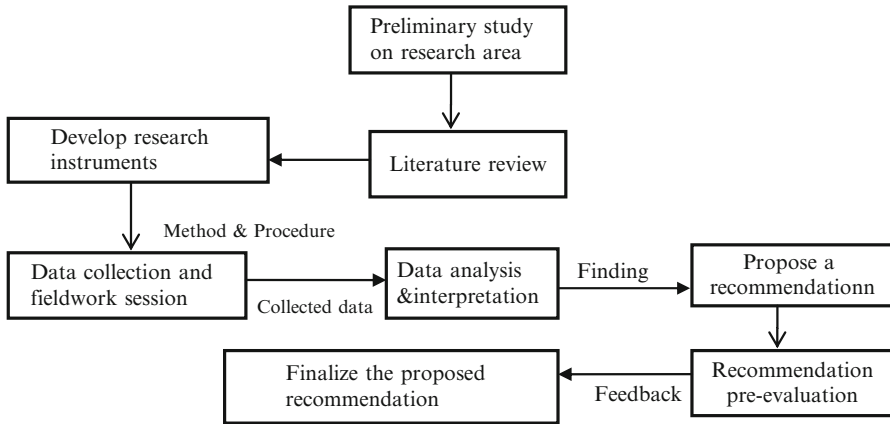 Preliminary study
on research area
Develop research
instruments
Literature review
Method & Procedure
Data collection and
fieldwork session
Collected data
Data analysis
&interpretation
Finding
Propose a
recommendationn
Finalize the proposed
recommendation
Feedback
Recommendation
pre-evaluation